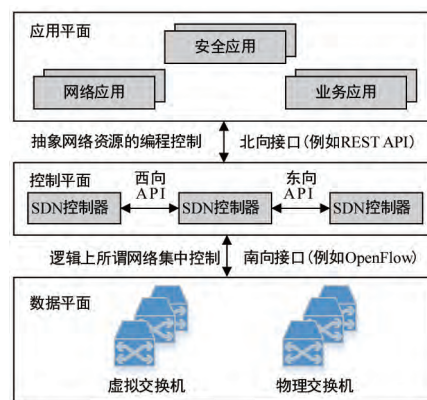 应用平面
安全应用
网络应用
业务应用
抽象网络资源的编程控制
北向接口(例如REST API)
控制平面
西向
API
东向
API
SDN控制器
SDN控制器
SDN控制器
逻辑上所谓网络集中控制
南向接口(例如OpenFlow)
数据平面
虚拟交换机
物理交换机